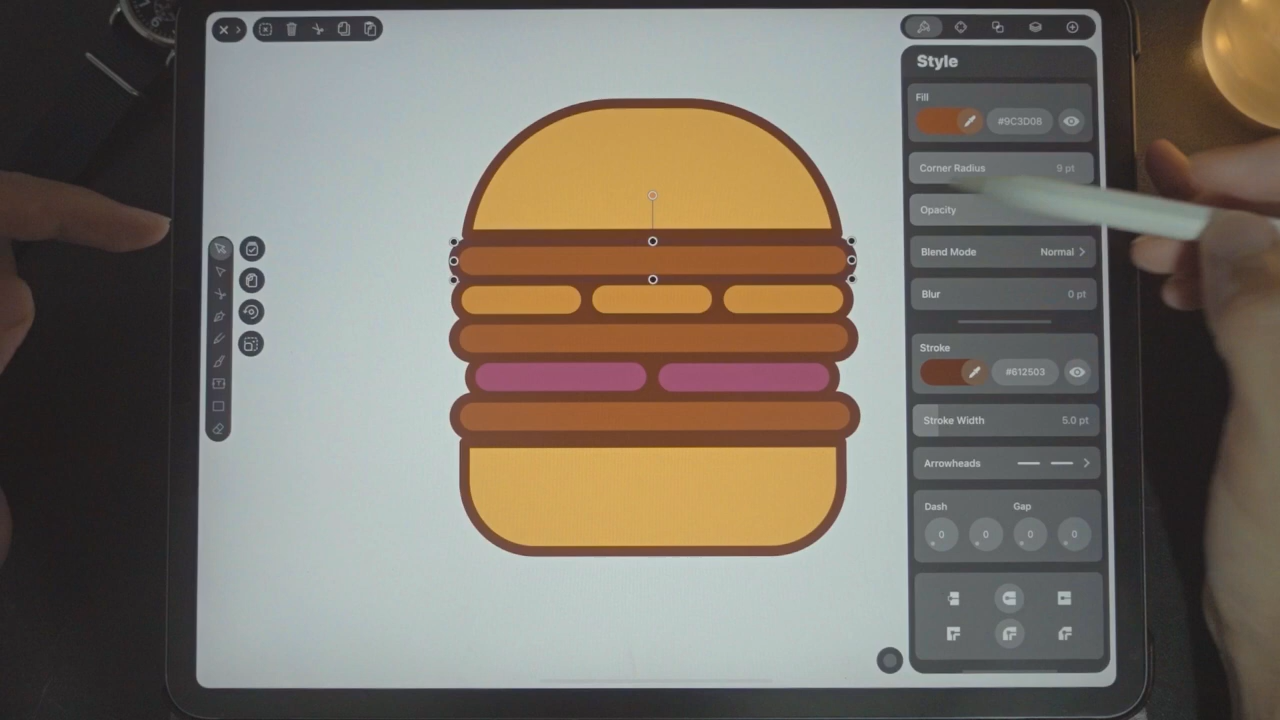 Style
Fill
#9C3D08
Corner Radius 9 pt
Opacity
Blend Mode Normal
Blur 0 pt
Stroke
#612503
Stroke Width 5.0 pt
Arrowheads
Dash Gap
0 0 0 0